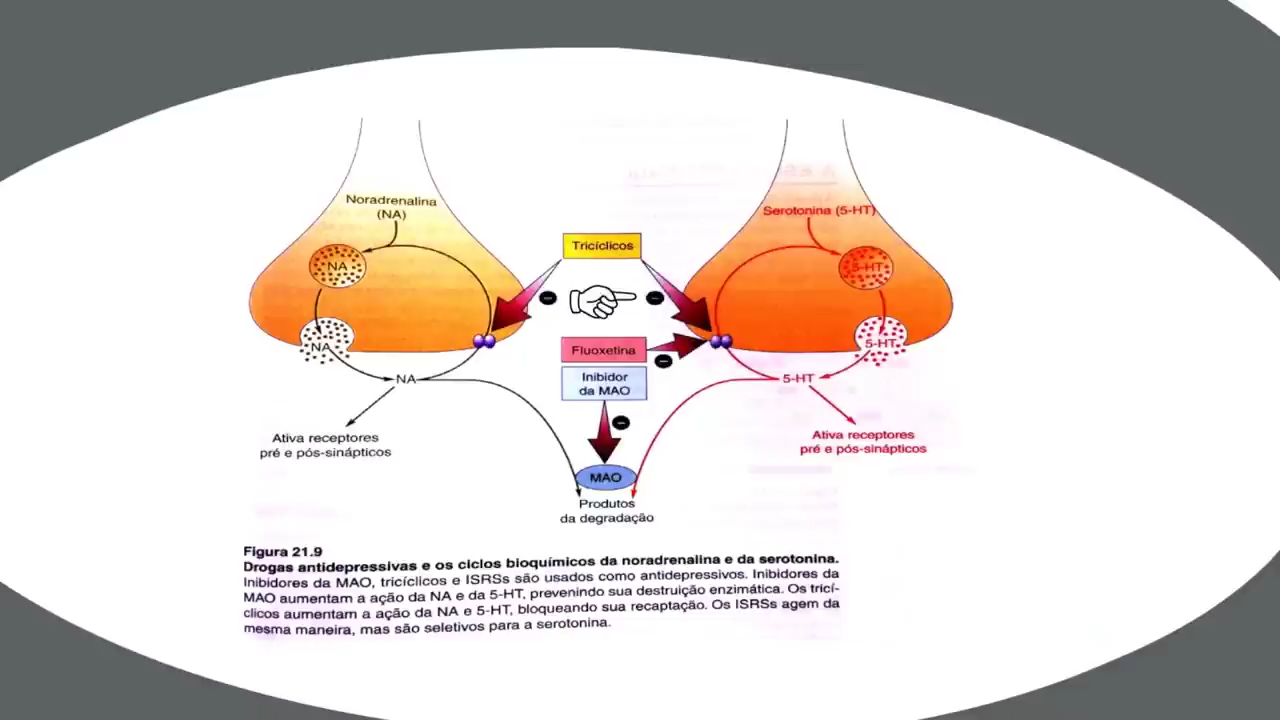 Noradrenalina
(NA)
NA
NA
NA
Ativa receptores
pré e pós-sinápticos
Tricíclicos
Fluoxetina
Inibidor
da MAO
MAO
Produtos
da degradação
Serotonina (5-HT)
5-HT
5-HT
5-HT
Ativa receptores
pré e pós-sinápticos
Figura 21.9
Drogas antidepressivas e os ciclos bioquímicos da noradrenalina e da serotonina.
Inibidores da MAO, tricíclicos e ISRSs são usados como antidepressivos. Inibidores da
MAO aumentam a ação da NA e da 5-HT, prevenindo sua destruição enzimática. Os tricí-
clicos aumentam a ação da NA e 5-HT, bloqueando sua recaptação. Os ISRSs agem da
mesma maneira, mas são seletivos para a serotonina.